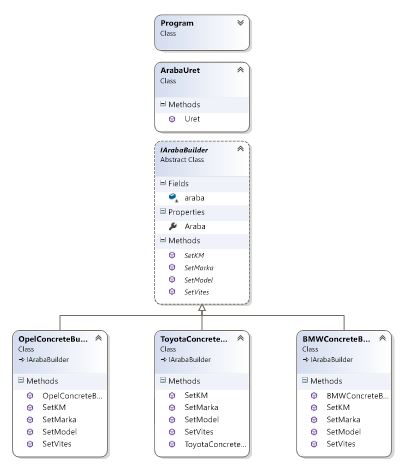 Program
Class
ArabaUret
Class
Methods
Uret
IArabaBuilder
Abstract Class
Fields
araba
Properties
Araba
Methods
SetKM
SetMarka
SetModel
SetVites
OpelConcreteBu...
Class
IArabaBuilder
Methods
OpelConcreteB...
SetKM
SetMarka
SetModel
SetVites
ToyotaConcrete...
Class
IArabaBuilder
Methods
SetKM
SetMarka
SetModel
SetVites
ToyotaConcrete...
BMWConcreteB...
Class
IArabaBuilder
Methods
BMWConcreteB...
SetKM
SetMarka
SetModel
SetVites